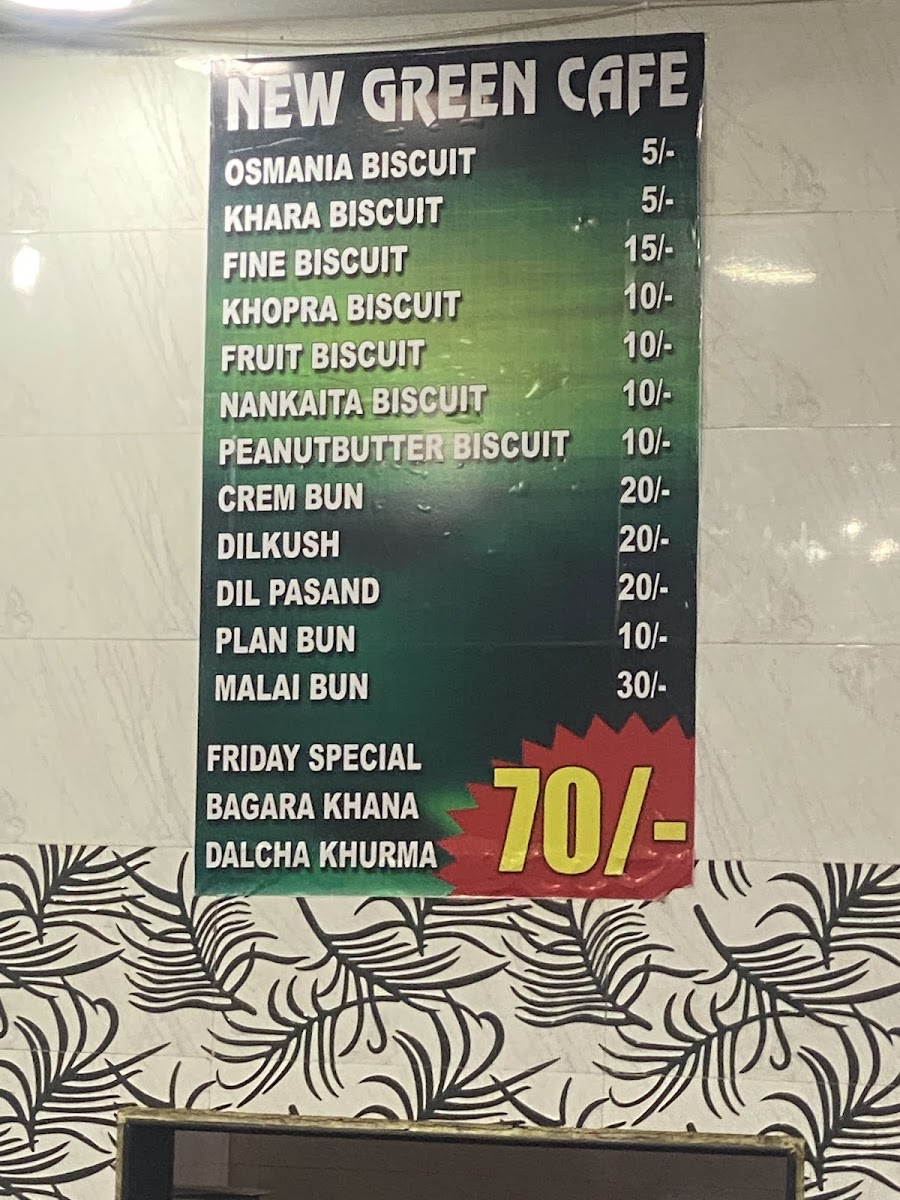 NEW GREEN CAFE
OSMANIA BISCUIT 5/-
KHARA BISCUIT 5/-
FINE BISCUIT 15/-
KHOPRA BISCUIT 10/-
FRUIT BISCUIT 10/-
NANKAITA BISCUIT 10/-
PEANUTBUTTER BISCUIT 10/-
CREM BUN 20/-
DILKUSH 20/-
DIL PASAND 20/-
PLAN BUN 10/-
MALAI BUN 30/-
FRIDAY SPECIAL
BAGARA KHANA
DALCHA KHURMA
70/-